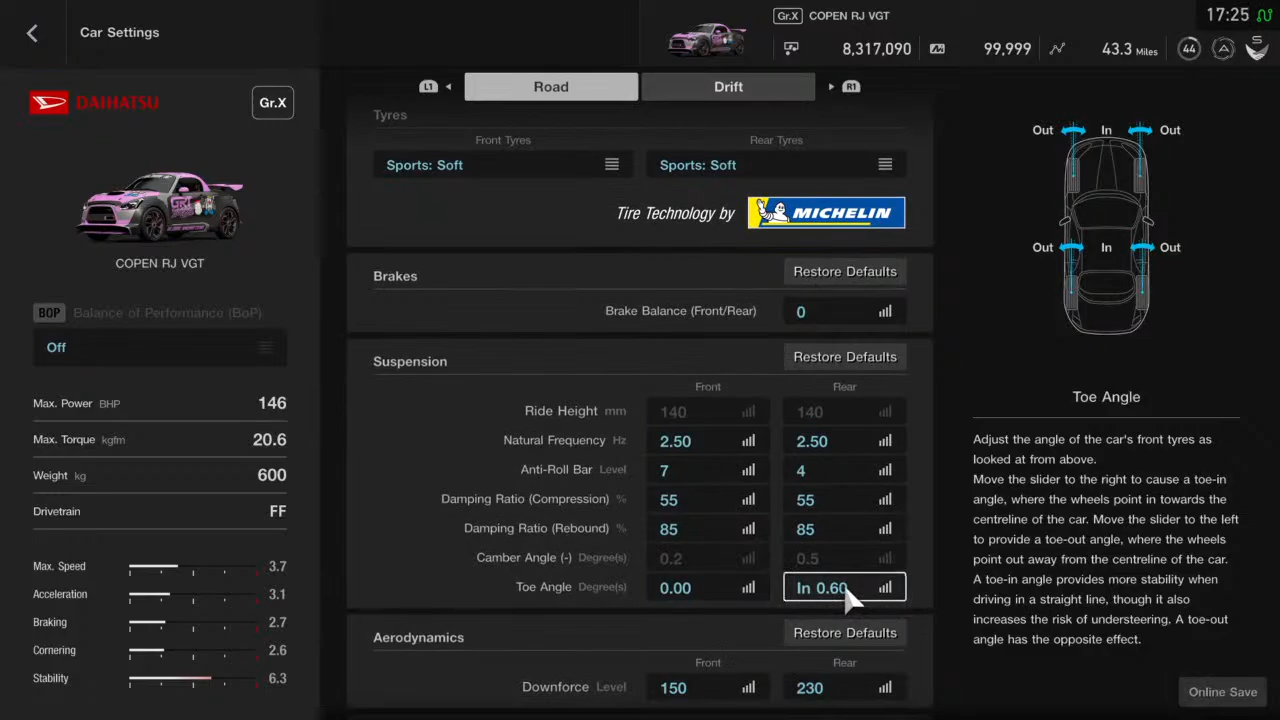 Car Settings
Gr.X COPEN RJ VGT
17:25
8,317,090
99,999
43.3 Miles
44
A
S
DAIHATSU
Gr.X
COPEN RJ VGT
BOP Balance of Performance (BoP)
Off
Max. Power BHP 146
Max. Torque kgfm 20.6
Weight kg 600
Drivetrain FF
Max. Speed 3.7
Acceleration 3.1
Braking 2.7
Cornering 2.6
Stability 6.3
L1 Road Drift R1
Tyres
Front Tyres Rear Tyres
Sports: Soft Sports: Soft
Tire Technology by MICHELIN
Brakes Restore Defaults
Brake Balance (Front/Rear) 0
Suspension Restore Defaults
Front Rear
Ride Height mm 140 140
Natural Frequency Hz 2.50 2.50
Anti-Roll Bar Level 7 4
Damping Ratio (Compression) % 55 55
Damping Ratio (Rebound) % 85 85
Camber Angle (-) Degree(s) 0.2 0.5
Toe Angle Degree(s) 0.00 In 0.60
Aerodynamics Restore Defaults
Front Rear
Downforce Level 150 230
Out In Out
Out In Out
Toe Angle
Adjust the angle of the car's front tyres as
looked at from above.
Move the slider to the right to cause a toe-in
angle, where the wheels point in towards the
centreline of the car. Move the slider to the left
to provide a toe-out angle, where the wheels
point out away from the centreline of the car.
A toe-in angle provides more stability when
driving in a straight line, though it also
increases the risk of understeering. A toe-out
angle has the opposite effect.
Online Save